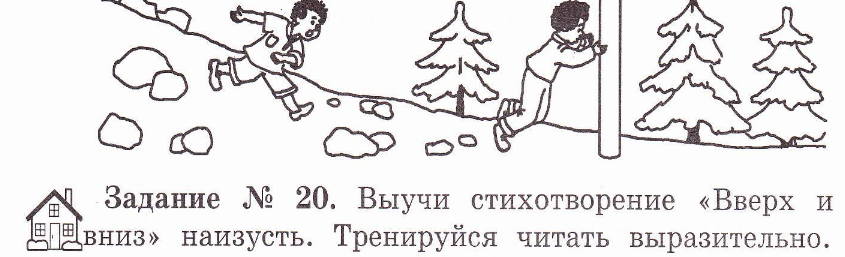 Задание № 20. Выучи стихотворение «Вверх и
вниз» наизусть. Тренируйся читать выразительно.